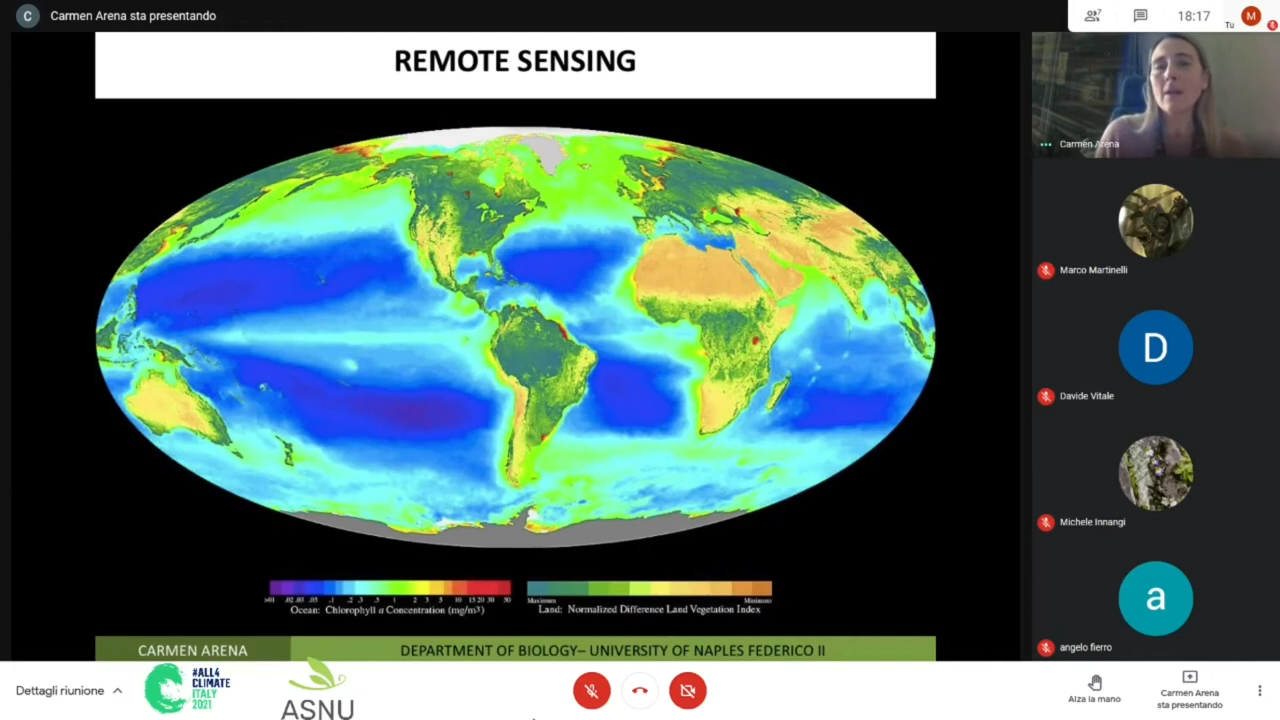 C Carmen Arena sta presentando
7
18:17
Tu
M
REMOTE SENSING
Carmen Arena
Marco Martinelli
D
Davide Vitale
Michele Innangi
a
angelo fierro
Maximum Minimum
Ocean: Chlorophyll a Concentration (mg/m³)
Land: Normalized Difference Land Vegetation Index
CARMEN ARENA
DEPARTMENT OF BIOLOGY– UNIVERSITY OF NAPLES FEDERICO II
Dettagli riunione
#ALL4
CLIMATE
ITALY
2021
ASNU
Alza la mano
Carmen Arena
sta presentando